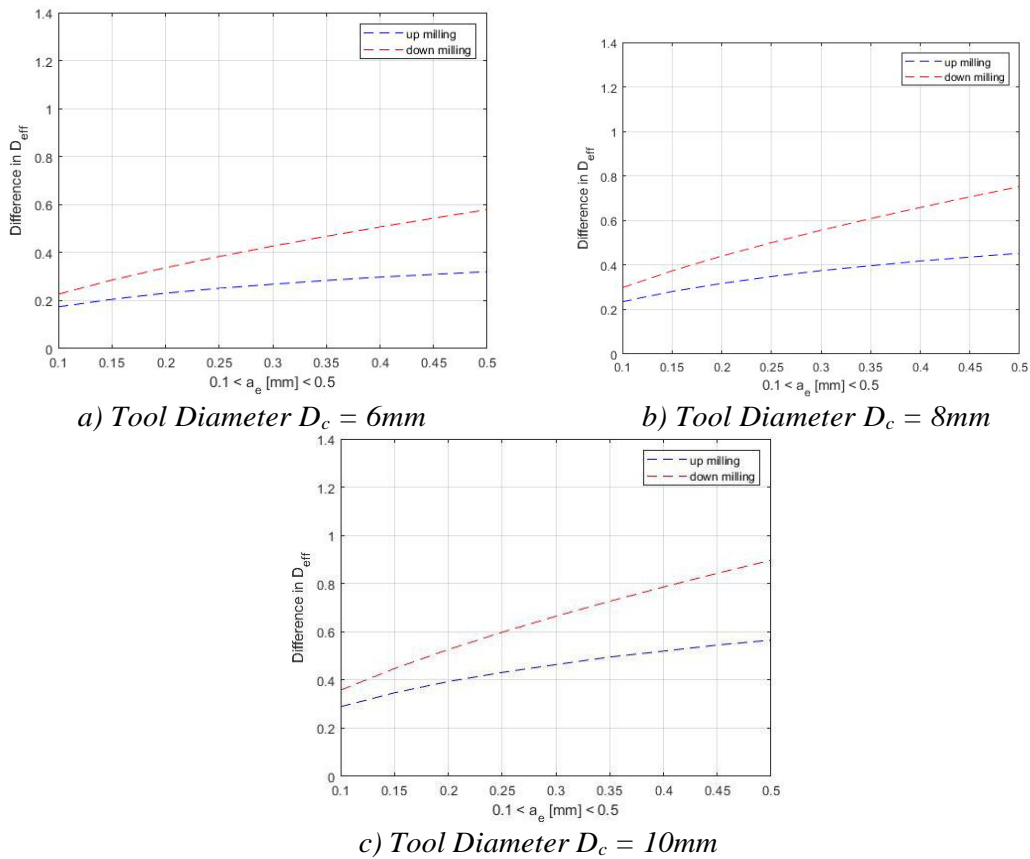 1.4
1.2
1
0.8
0.6
0.4
0.2
0
Difference in D_eff
up milling
down milling
0.1 0.15 0.2 0.25 0.3 0.35 0.4 0.45 0.5
0.1 < a_e [mm] < 0.5
a) Tool Diameter D_c = 6mm
1.4
1.2
1
0.8
0.6
0.4
0.2
0
Difference in D_eff
up milling
down milling
0.1 0.15 0.2 0.25 0.3 0.35 0.4 0.45 0.5
0.1 < a_e [mm] < 0.5
b) Tool Diameter D_c = 8mm
1.4
1.2
1
0.8
0.6
0.4
0.2
0
Difference in D_eff
up milling
down milling
0.1 0.15 0.2 0.25 0.3 0.35 0.4 0.45 0.5
0.1 < a_e [mm] < 0.5
c) Tool Diameter D_c = 10mm